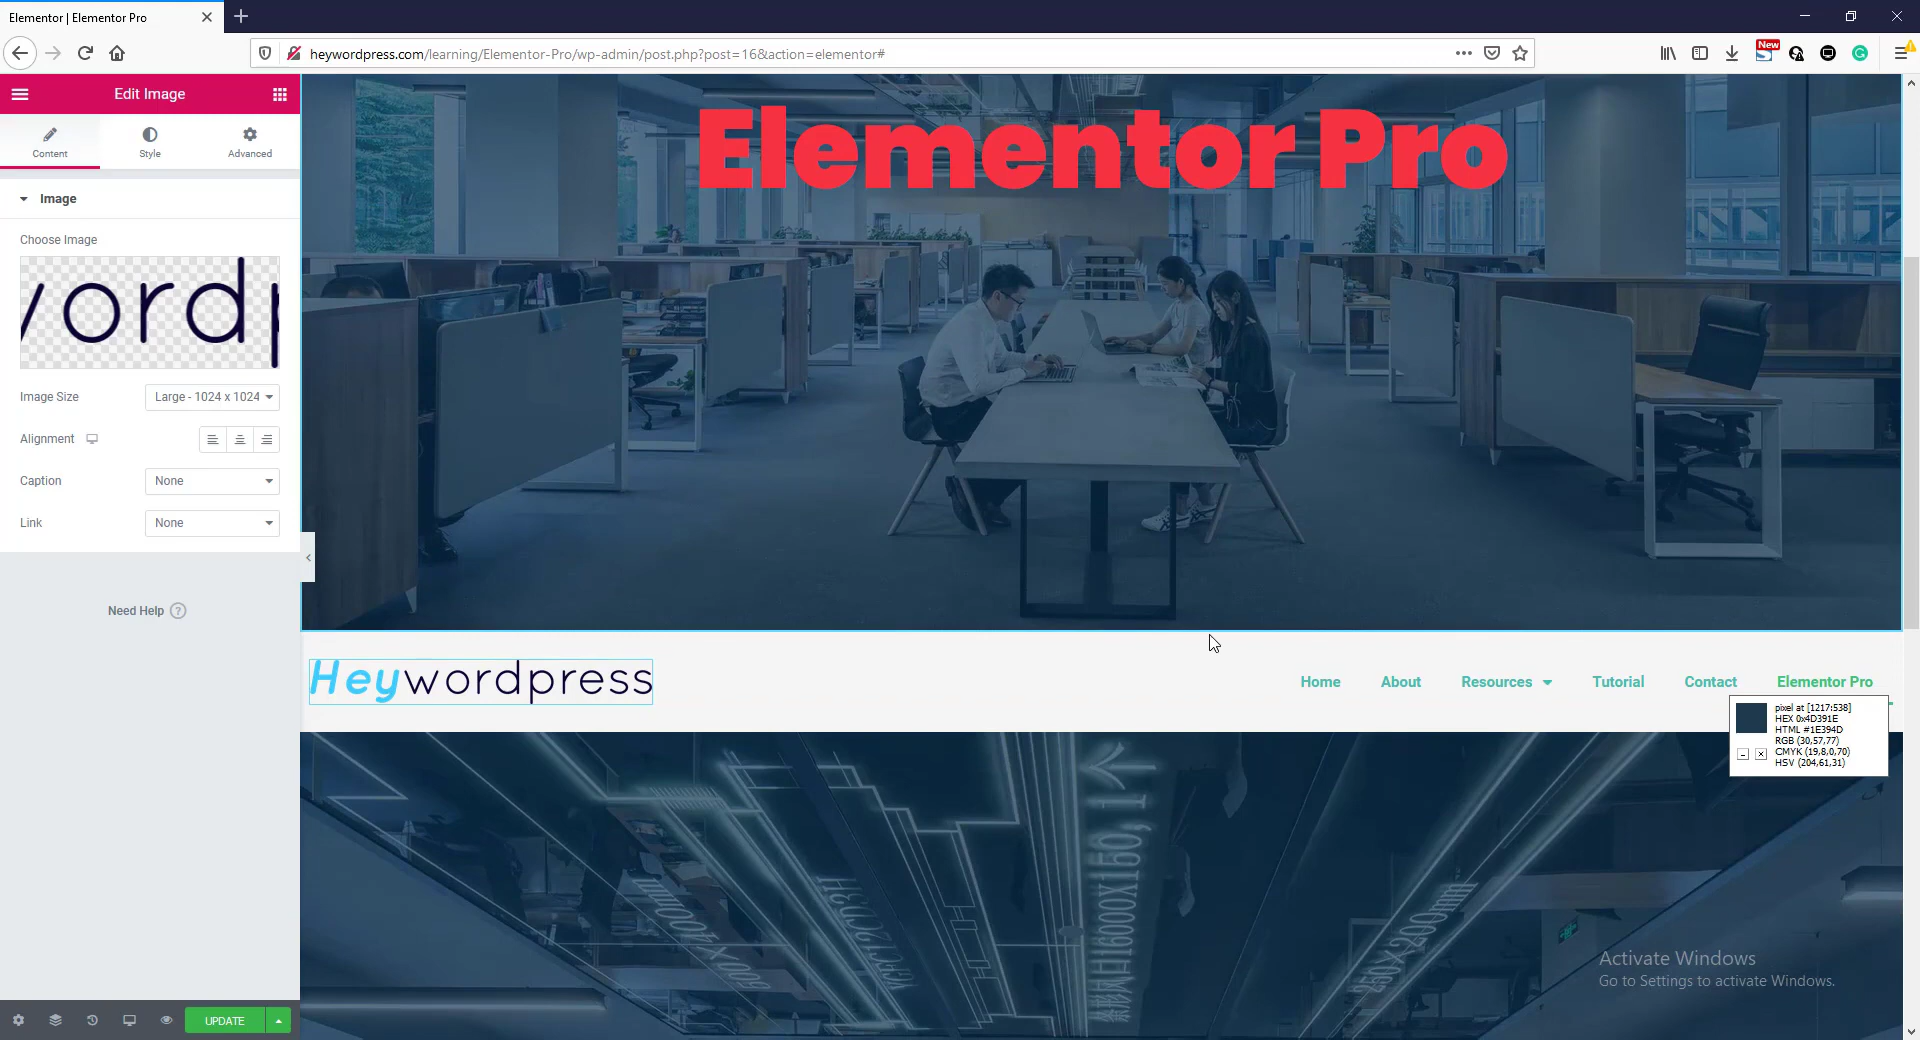 Elementor | Elementor Pro
heywordpress.com/learning/Elementor-Pro/wp-admin/post.php?post=16&action=elementor#
New
Edit Image
Content
Style
Advanced
Image
Choose Image
word
Image Size
Large - 1024 x 1024
Alignment
Caption
None
Link
None
Need Help ?
UPDATE
Elementor Pro
Heywordpress
Home
About
Resources
Tutorial
Contact
Elementor Pro
pixel at [1217:538]
HEX 0x4D391E
HTML #1E394D
RGB (30,57,77)
CMYK (19,8,0,70)
HSV (204,61,31)
Activate Windows
Go to Settings to activate Windows.